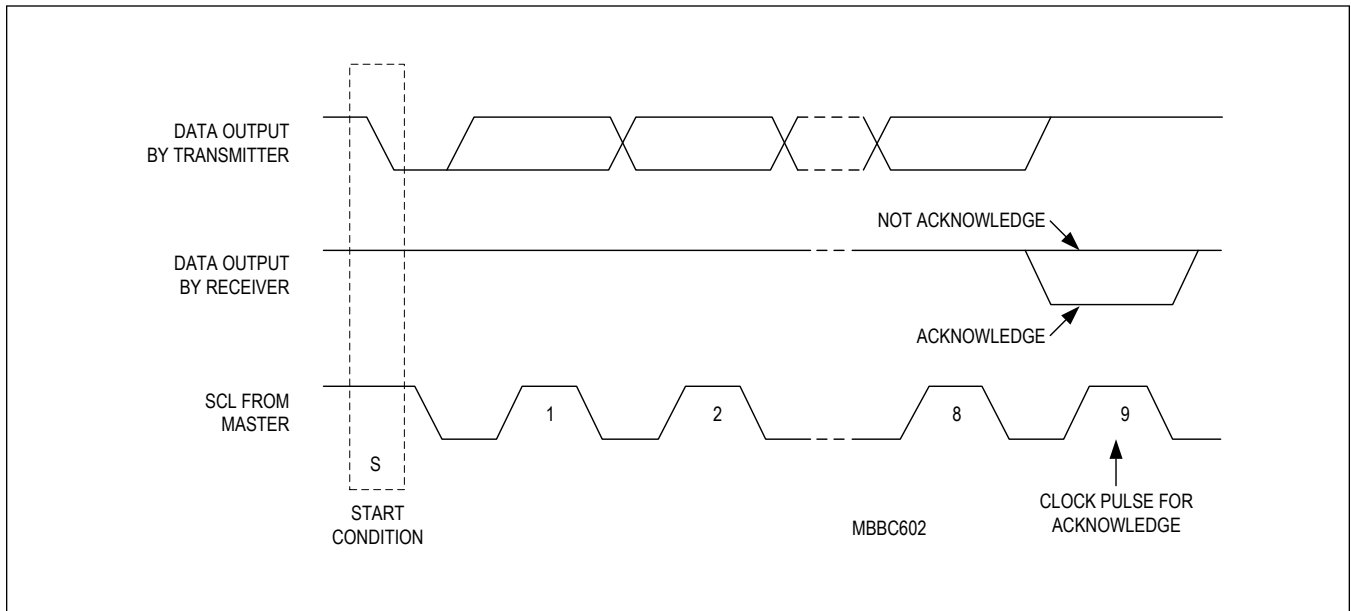 DATA OUTPUT
BY TRANSMITTER
NOT ACKNOWLEDGE
DATA OUTPUT
BY RECEIVER
ACKNOWLEDGE
SCL FROM
MASTER
1
2
8
9
S
START
CONDITION
MBBC602
CLOCK PULSE FOR
ACKNOWLEDGE